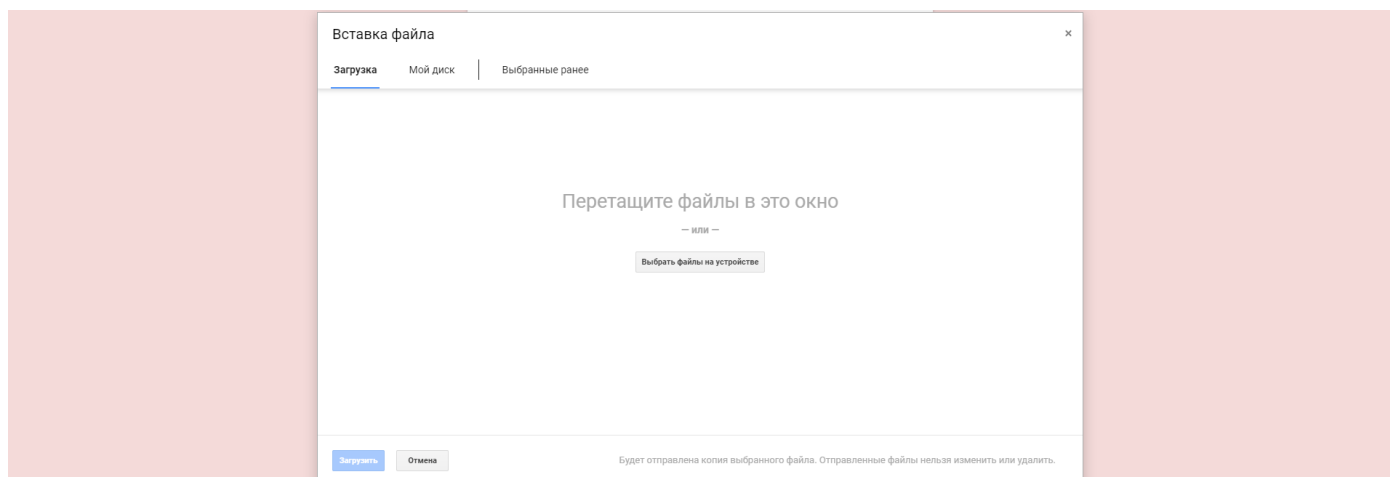 Вставка файла
×
Загрузка Мой диск Выбранные ранее
Перетащите файлы в это окно
— или —
Выбрать файлы на устройстве
Загрузить Отмена Будет отправлена копия выбранного файла. Отправленные файлы нельзя изменить или удалить.